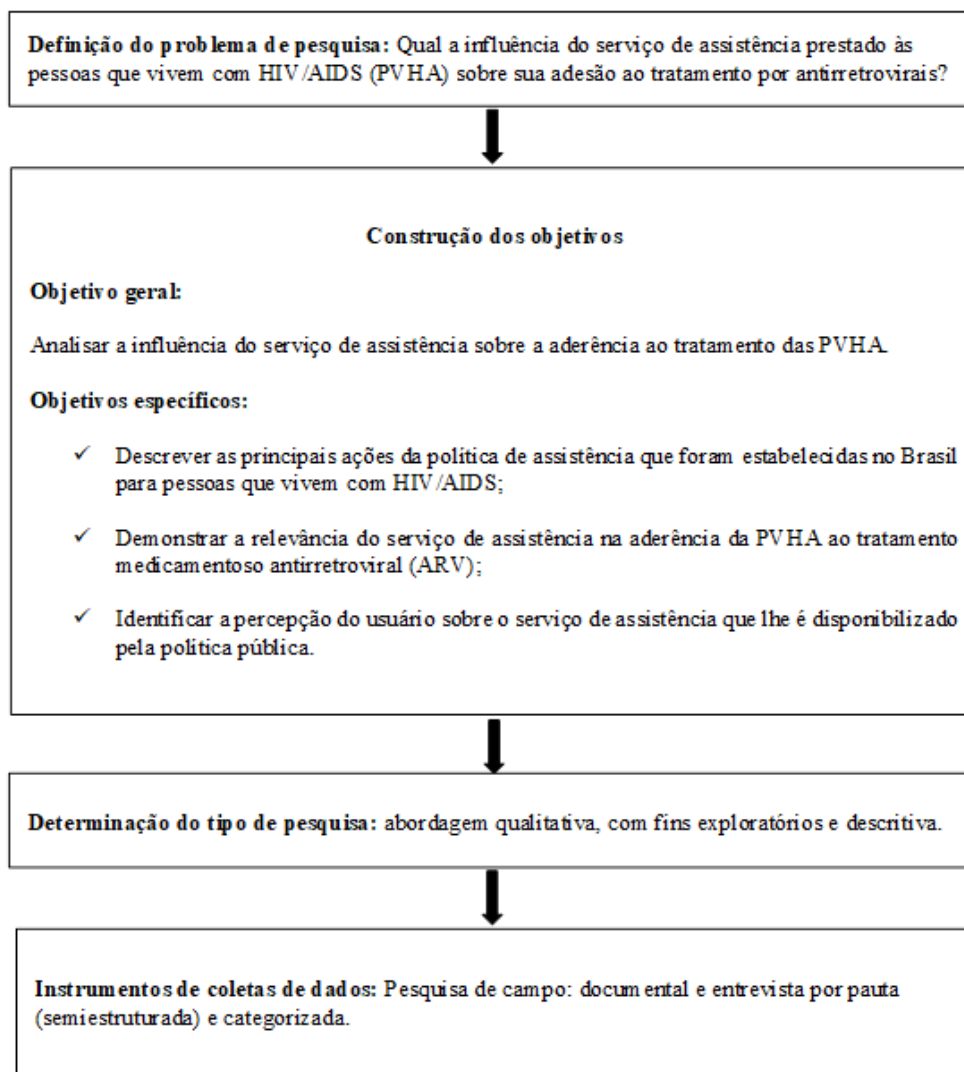 Definição do problema de pesquisa: Qual a influência do serviço de assistência prestado às
pessoas que vivem com HIV/AIDS (PVHA) sobre sua adesão ao tratamento por antirretrovirais?
Construção dos objetivos
Objetivo geral:
Analisar a influência do serviço de assistência sobre a aderência ao tratamento das PVHA.
Objetivos específicos:
✓ Descrever as principais ações da política de assistência que foram estabelecidas no Brasil
para pessoas que vivem com HIV/AIDS;
✓ Demonstrar a relevância do serviço de assistência na aderência da PVHA ao tratamento
medicamentoso antirretroviral (ARV);
✓ Identificar a percepção do usuário sobre o serviço de assistência que lhe é disponibilizado
pela política pública.
Determinação do tipo de pesquisa: abordagem qualitativa, com fins exploratórios e descritiva.
Instrumentos de coletas de dados: Pesquisa de campo: documental e entrevista por pauta
(semiestruturada) e categorizada.